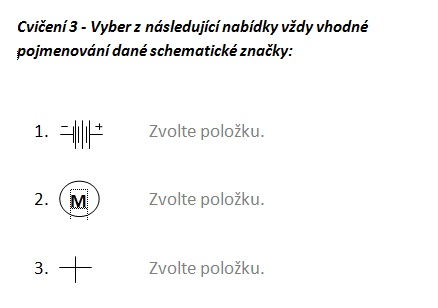 Cvičení 3 - Vyber z následující nabídky vždy vhodné
pojmenování dané schematické značky:
1. - + Zvolte položku.
2. M Zvolte položku.
3. Zvolte položku.